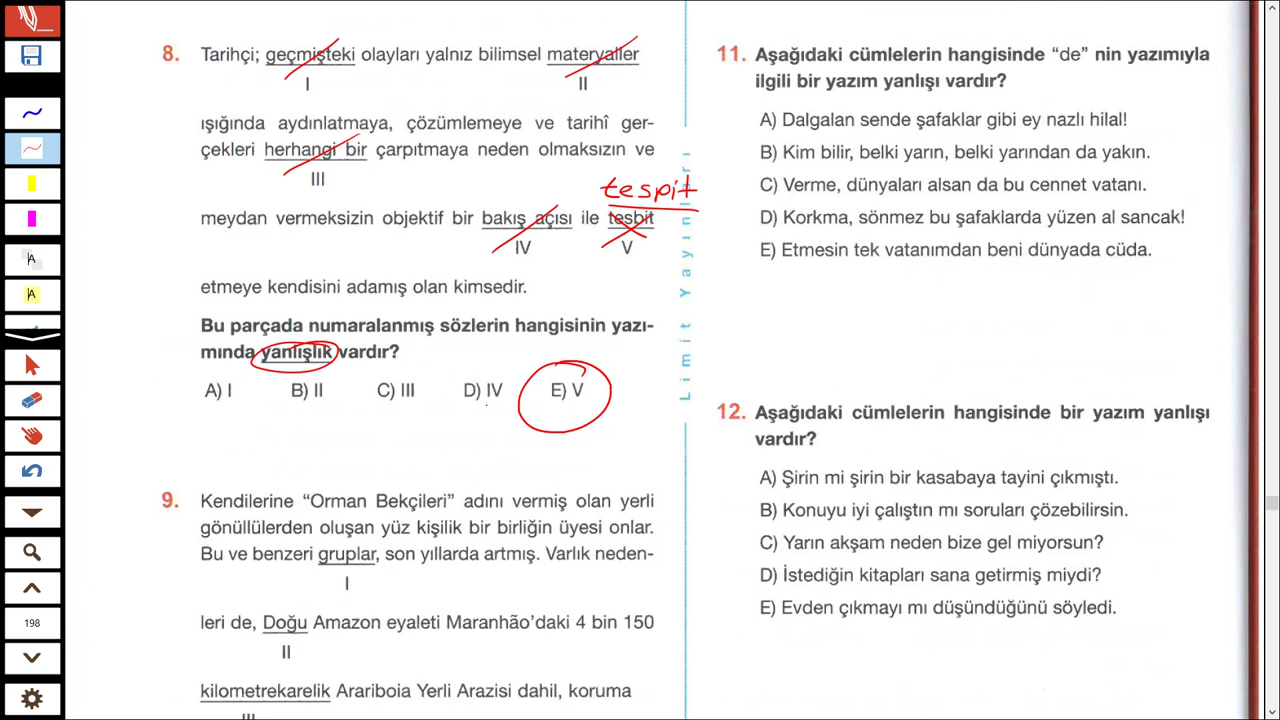 8. Tarihçi; geçmişteki olayları yalnız bilimsel materyaller
I II
ışığında aydınlatmaya, çözümlemeye ve tarihî ger-
çekleri herhangi bir çarpıtmaya neden olmaksızın ve
III
tespit
meydan vermeksizin objektif bir bakış açısı ile tesbit
IV V
etmeye kendisini adamış olan kimsedir.
Bu parçada numaralanmış sözlerin hangisinin yazı-
mında yanlışlık vardır?
A) I B) II C) III D) IV E) V
9. Kendilerine “Orman Bekçileri” adını vermiş olan yerli
gönüllülerden oluşan yüz kişilik bir birliğin üyesi onlar.
Bu ve benzeri gruplar, son yıllarda artmış. Varlık neden-
I
leri de, Doğu Amazon eyaleti Maranhão’daki 4 bin 150
II
kilometrekarelik Arariboia Yerli Arazisi dahil, koruma
III
Limit Yayınları
11. Aşağıdaki cümlelerin hangisinde “de” nin yazımıyla
ilgili bir yazım yanlışı vardır?
A) Dalgalan sende şafaklar gibi ey nazlı hilal!
B) Kim bilir, belki yarın, belki yarından da yakın.
C) Verme, dünyaları alsan da bu cennet vatanı.
D) Korkma, sönmez bu şafaklarda yüzen al sancak!
E) Etmesin tek vatanımdan beni dünyada cüda.
12. Aşağıdaki cümlelerin hangisinde bir yazım yanlışı
vardır?
A) Şirin mi şirin bir kasabaya tayini çıkmıştı.
B) Konuyu iyi çalıştın mı soruları çözebilirsin.
C) Yarın akşam neden bize gel miyorsun?
D) İstediğin kitapları sana getirmiş miydi?
E) Evden çıkmayı mı düşündüğünü söyledi.
A
A
198